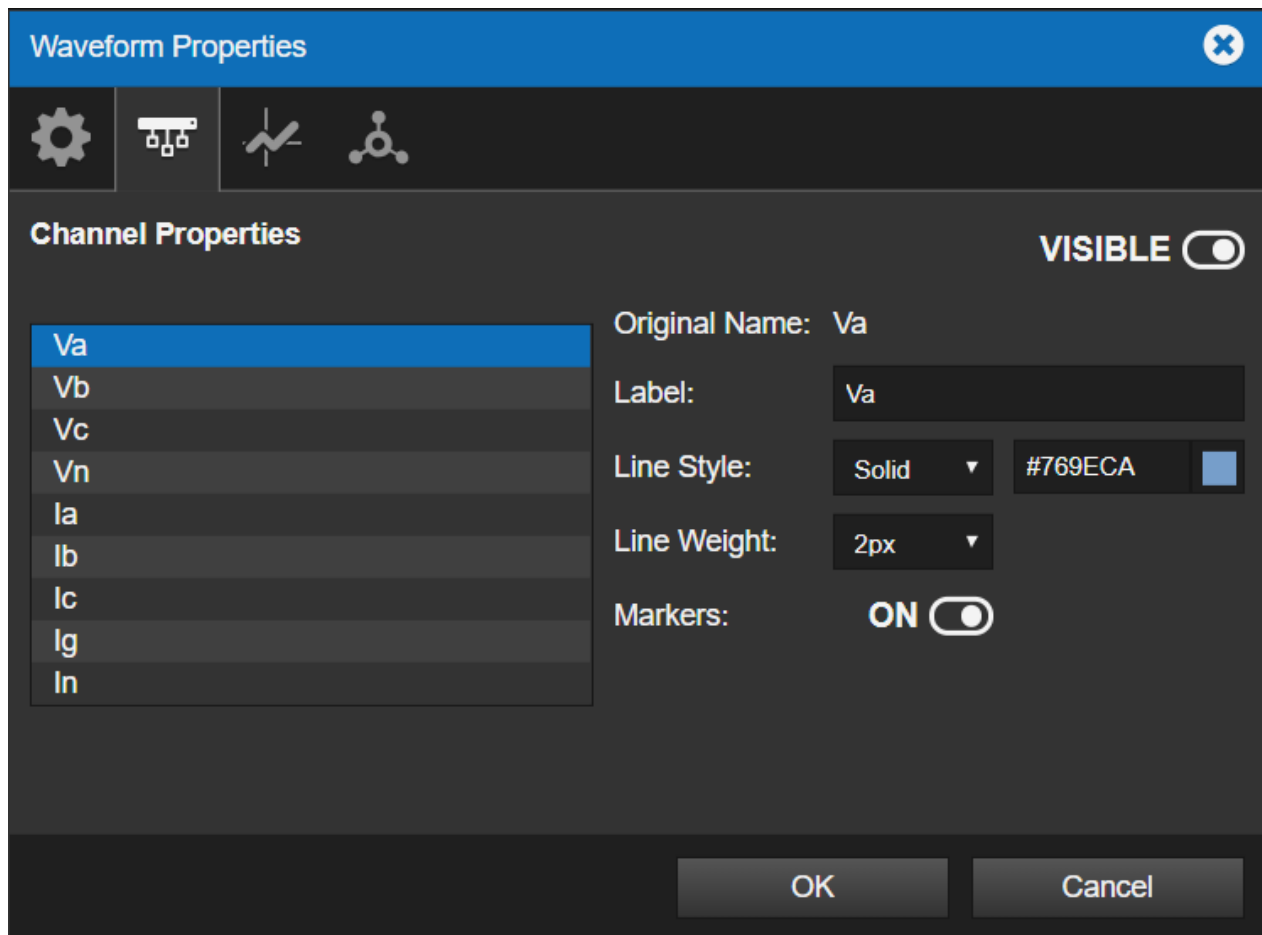 Waveform Properties
Channel Properties
VISIBLE
Va
Vb
Vc
Vn
Ia
Ib
Ic
Ig
In
Original Name: Va
Label: Va
Line Style: Solid #769ECA
Line Weight: 2px
Markers: ON
OK Cancel